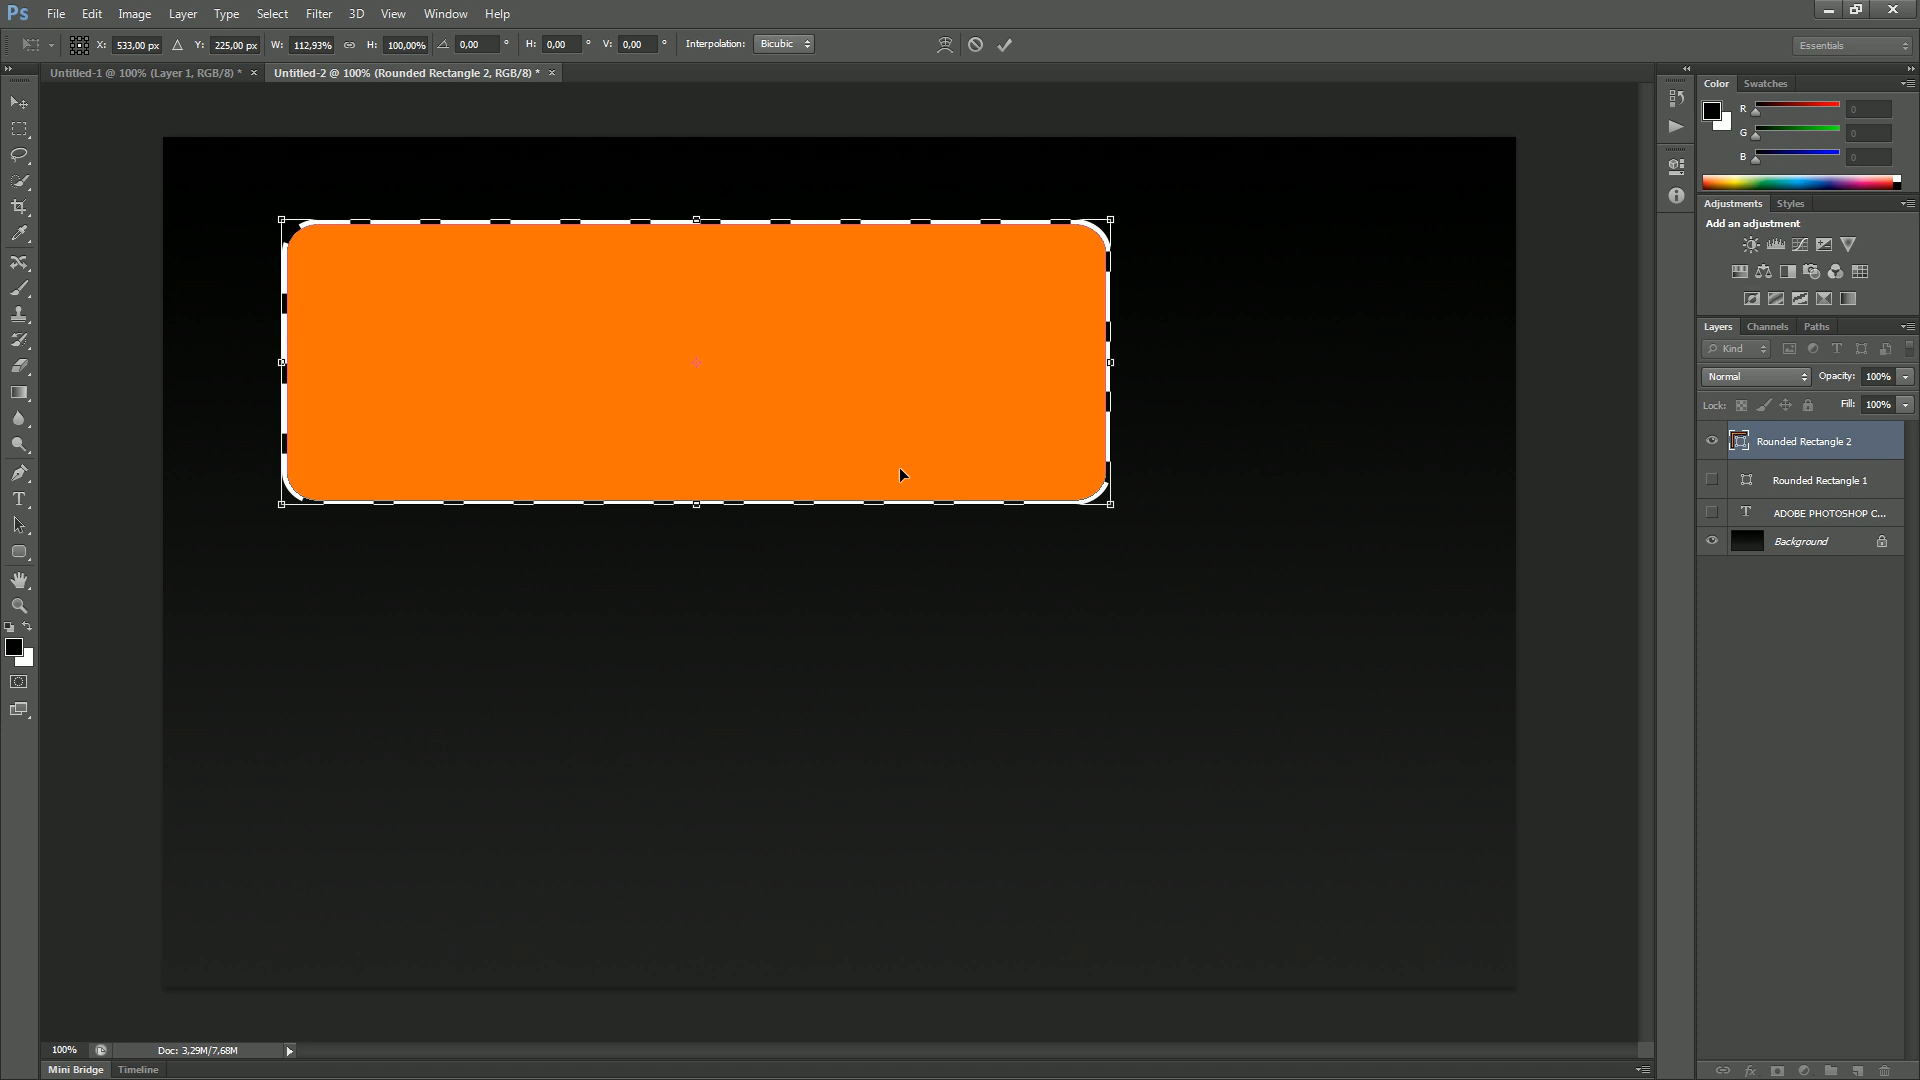 Ps File Edit Image Layer Type Select Filter 3D View Window Help
X: 533,00 px Y: 225,00 px W: 112,93% H: 100,00% 0,00 ° H: 0,00 ° V: 0,00 ° Interpolation: Bicubic Essentials
Untitled-1 @ 100% (Layer 1, RGB/8) * × Untitled-2 @ 100% (Rounded Rectangle 2, RGB/8) * ×
Color Swatches
R 0
G 0
B 0
Adjustments Styles
Add an adjustment
Layers Channels Paths
Kind T
Normal Opacity: 100%
Lock: Fill: 100%
Rounded Rectangle 2
Rounded Rectangle 1
T ADOBE PHOTOSHOP C...
Background
T
100% Doc: 3,29M/7,68M
fx
Mini Bridge Timeline